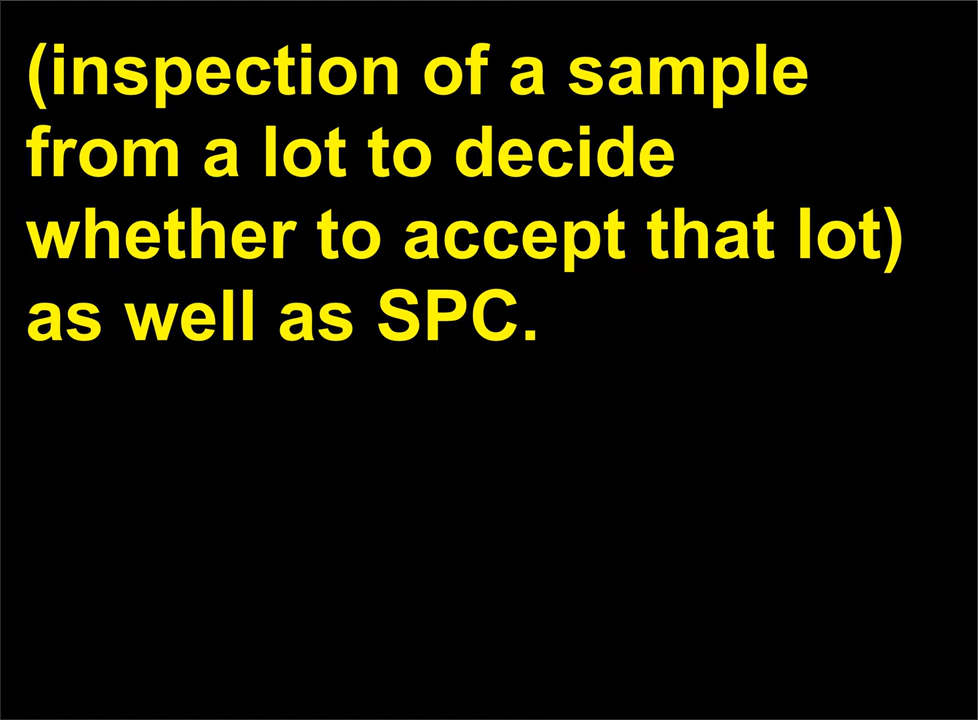 (inspection of a sample
from a lot to decide
whether to accept that lot)
as well as SPC.